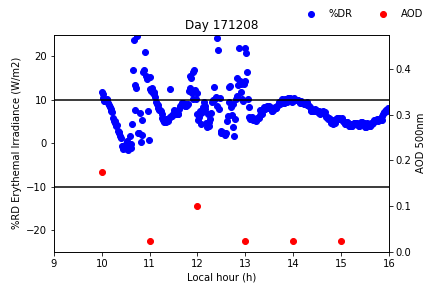 %DR AOD
Day 171208
%RD Erythemal Irradiance (W/m2)
20
10
0
−10
−20
0.4
0.3
0.2
0.1
0.0
AOD 500nm
9 10 11 12 13 14 15 16
Local hour (h)